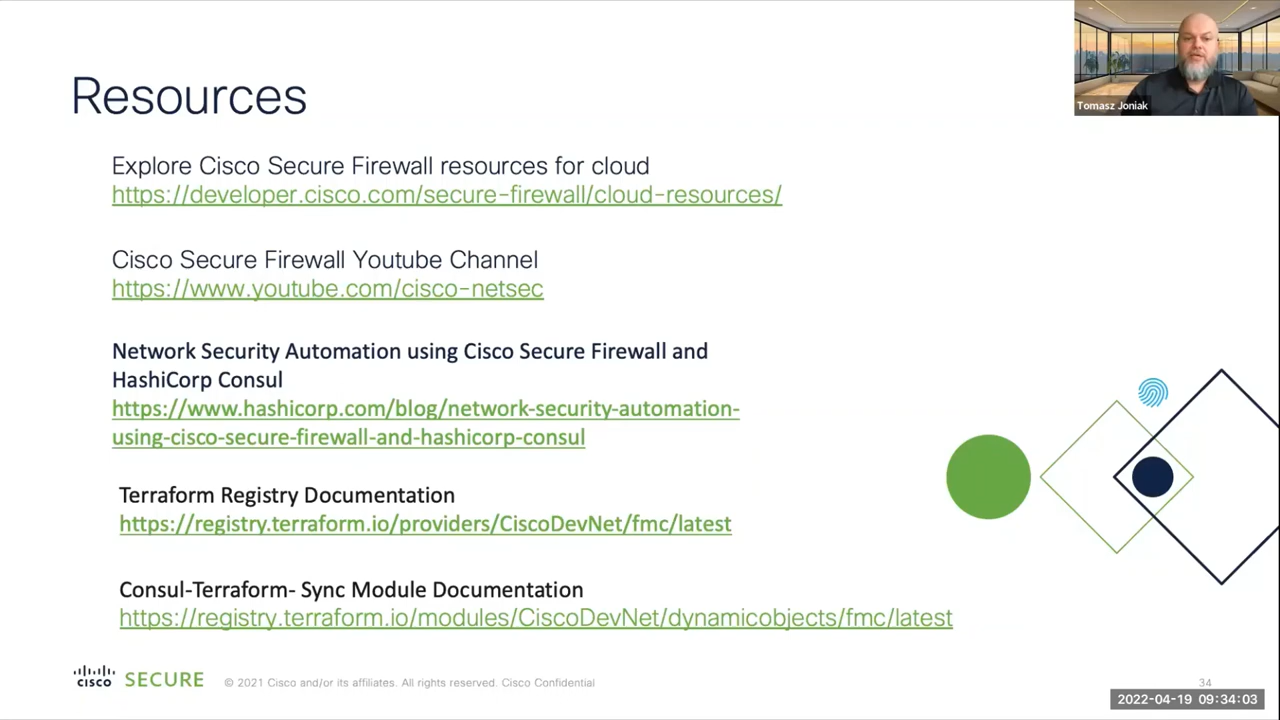 Resources
Tomasz Joniak
Explore Cisco Secure Firewall resources for cloud
https://developer.cisco.com/secure-firewall/cloud-resources/
Cisco Secure Firewall Youtube Channel
https://www.youtube.com/cisco-netsec
Network Security Automation using Cisco Secure Firewall and
HashiCorp Consul
https://www.hashicorp.com/blog/network-security-automation-
using-cisco-secure-firewall-and-hashicorp-consul
Terraform Registry Documentation
https://registry.terraform.io/providers/CiscoDevNet/fmc/latest
Consul-Terraform- Sync Module Documentation
https://registry.terraform.io/modules/CiscoDevNet/dynamicobjects/fmc/latest
CISCO SECURE © 2021 Cisco and/or its affiliates. All rights reserved. Cisco Confidential 34
2022-04-19 09:34:03